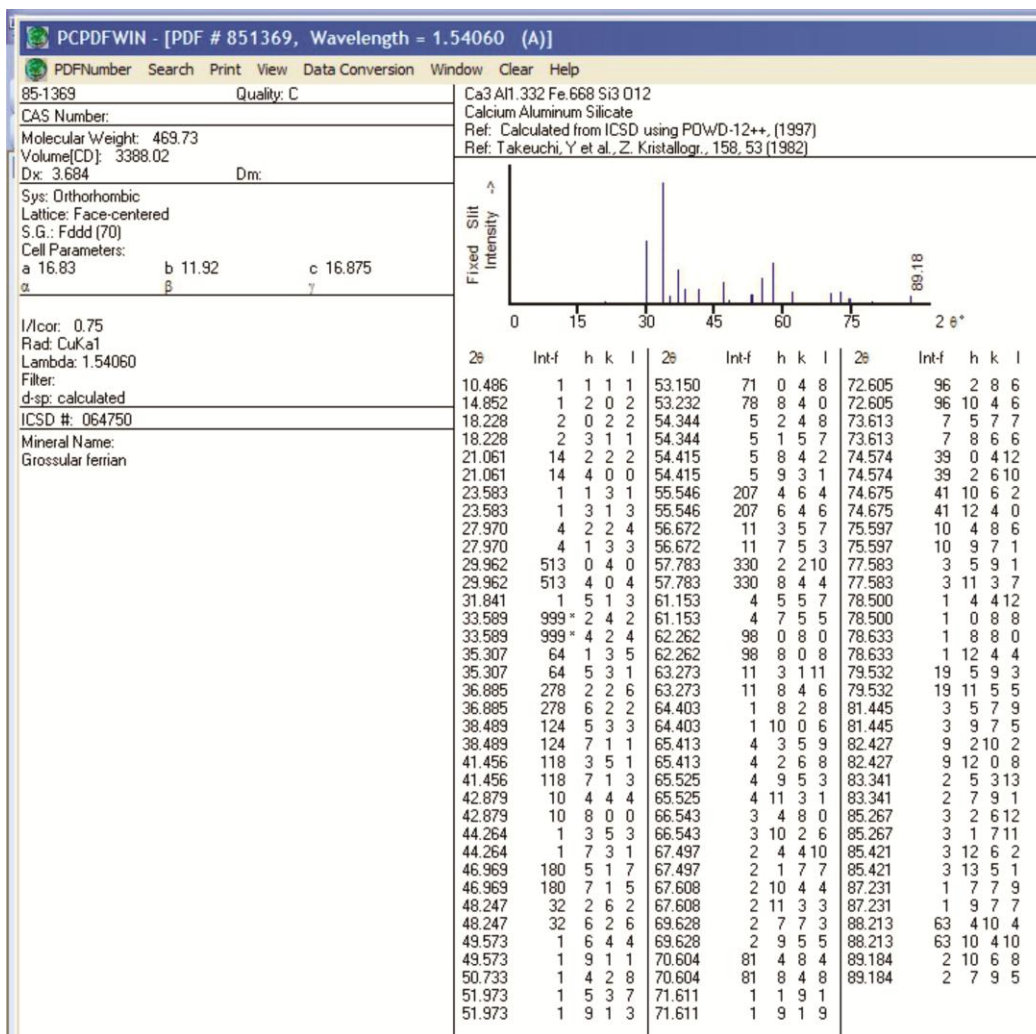 PCPDFWIN - [PDF # 851369, Wavelength = 1.54060 (A)]
PDFNumber Search Print View Data Conversion Window Clear Help
85-1369 Quality: C
CAS Number:
Molecular Weight: 469.73
Volume[CD]: 3388.02
Dx: 3.684 Dm:
Sys: Orthorhombic
Lattice: Face-centered
S.G.: Fddd (70)
Cell Parameters:
a 16.83 b 11.92 c 16.875
α β γ
I/Icor: 0.75
Rad: CuKa1
Lambda: 1.54060
Filter:
d-sp: calculated
ICSD #: 064750
Mineral Name:
Grossular ferrian
Ca3 Al1.332 Fe.668 Si3 O12
Calcium Aluminum Silicate
Ref: Calculated from ICSD using POWD-12++, (1997)
Ref: Takeuchi, Y et al., Z. Kristallogr., 158, 53 (1982)
Fixed Slit
Intensity ->
89.18
0 15 30 45 60 75 2 θ°
2θ Int-f h k l 2θ Int-f h k l 2θ Int-f h k l
10.486 1 1 1 1 53.150 71 0 4 8 72.605 96 2 8 6
14.852 1 2 0 2 53.232 78 8 4 0 72.605 96 10 4 6
18.228 2 0 2 2 54.344 5 2 4 8 73.613 7 5 7 7
18.228 2 3 1 1 54.344 5 1 5 7 73.613 7 8 6 6
21.061 14 2 2 2 54.415 5 8 4 2 74.574 39 0 4 12
21.061 14 4 0 0 54.415 5 9 3 1 74.574 39 2 6 10
23.583 1 1 3 1 55.546 207 4 6 4 74.675 41 10 6 2
23.583 1 3 1 3 55.546 207 6 4 6 74.675 41 12 4 0
27.970 4 2 2 4 56.672 11 3 5 7 75.597 10 4 8 6
27.970 4 1 3 3 56.672 11 7 5 3 75.597 10 9 7 1
29.962 513 0 4 0 57.783 330 2 2 10 77.583 3 5 9 1
29.962 513 4 0 4 57.783 330 8 4 4 77.583 3 11 3 7
31.841 1 5 1 3 61.153 4 5 5 7 78.500 1 4 4 12
33.589 999 * 2 4 2 61.153 4 7 5 5 78.500 1 0 8 8
33.589 999 * 4 2 4 62.262 98 0 8 0 78.633 1 8 8 0
35.307 64 1 3 5 62.262 98 8 0 8 78.633 1 12 4 4
35.307 64 5 3 1 63.273 11 3 1 11 79.532 19 5 9 3
36.885 278 2 2 6 63.273 11 8 4 6 79.532 19 11 5 5
36.885 278 6 2 2 64.403 1 8 2 8 81.445 3 5 7 9
38.489 124 5 3 3 64.403 1 10 0 6 81.445 3 9 7 5
38.489 124 7 1 1 65.413 4 3 5 9 82.427 9 2 10 2
41.456 118 3 5 1 65.413 4 2 6 8 82.427 9 12 0 8
41.456 118 7 1 3 65.525 4 9 5 3 83.341 2 5 3 13
42.879 10 4 4 4 65.525 4 11 3 1 83.341 2 7 9 1
42.879 10 8 0 0 66.543 3 4 8 0 85.267 3 2 6 12
44.264 1 3 5 3 66.543 3 10 2 6 85.267 3 1 7 11
44.264 1 7 3 1 67.497 2 4 4 10 85.421 3 12 6 2
46.969 180 5 1 7 67.497 2 1 7 7 85.421 3 13 5 1
46.969 180 7 1 5 67.608 2 10 4 4 87.231 1 7 7 9
48.247 32 2 6 2 67.608 2 11 3 3 87.231 1 9 7 7
48.247 32 6 2 6 69.628 2 7 7 3 88.213 63 4 10 4
49.573 1 6 4 4 69.628 2 9 5 5 88.213 63 10 4 10
49.573 1 9 1 1 70.604 81 4 8 4 89.184 2 10 6 8
50.733 1 4 2 8 70.604 81 8 4 8 89.184 2 7 9 5
51.973 1 5 3 7 71.611 1 1 9 1
51.973 1 9 1 3 71.611 1 9 1 9